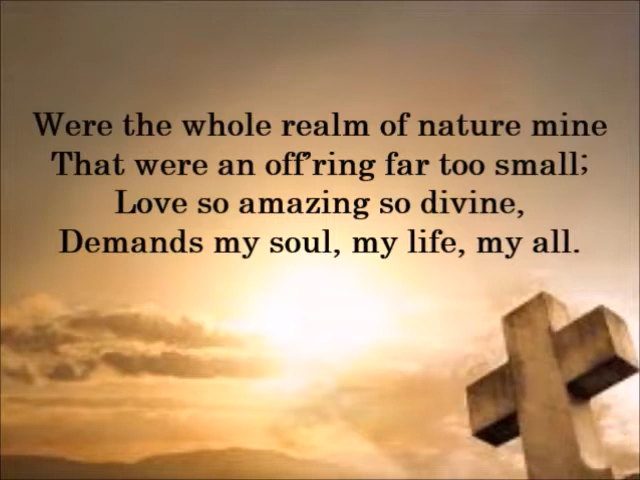 Were the whole realm of nature mine
That were an off’ring far too small;
Love so amazing so divine,
Demands my soul, my life, my all.